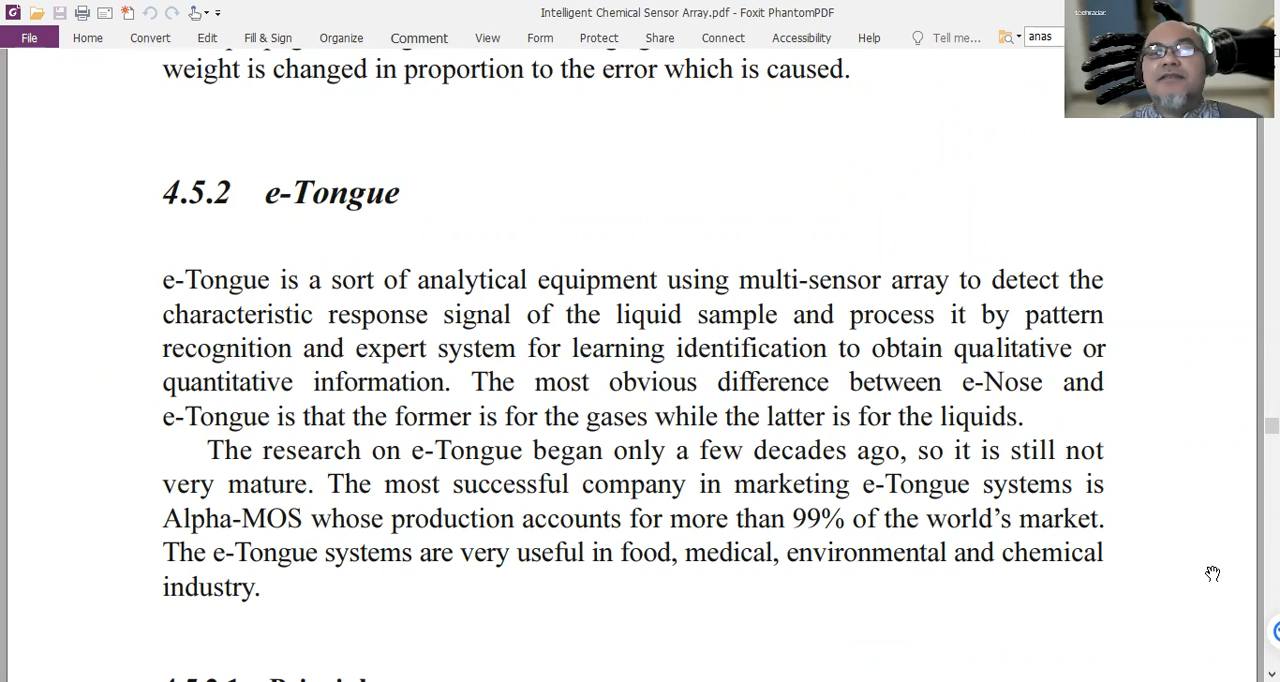 Intelligent Chemical Sensor Array.pdf - Foxit PhantomPDF
File Home Convert Edit Fill & Sign Organize Comment View Form Protect Share Connect Accessibility Help Tell me... anas
techradar
weight is changed in proportion to the error which is caused.
4.5.2 e-Tongue
e-Tongue is a sort of analytical equipment using multi-sensor array to detect the
characteristic response signal of the liquid sample and process it by pattern
recognition and expert system for learning identification to obtain qualitative or
quantitative information. The most obvious difference between e-Nose and
e-Tongue is that the former is for the gases while the latter is for the liquids.
The research on e-Tongue began only a few decades ago, so it is still not
very mature. The most successful company in marketing e-Tongue systems is
Alpha-MOS whose production accounts for more than 99% of the world's market.
The e-Tongue systems are very useful in food, medical, environmental and chemical
industry.